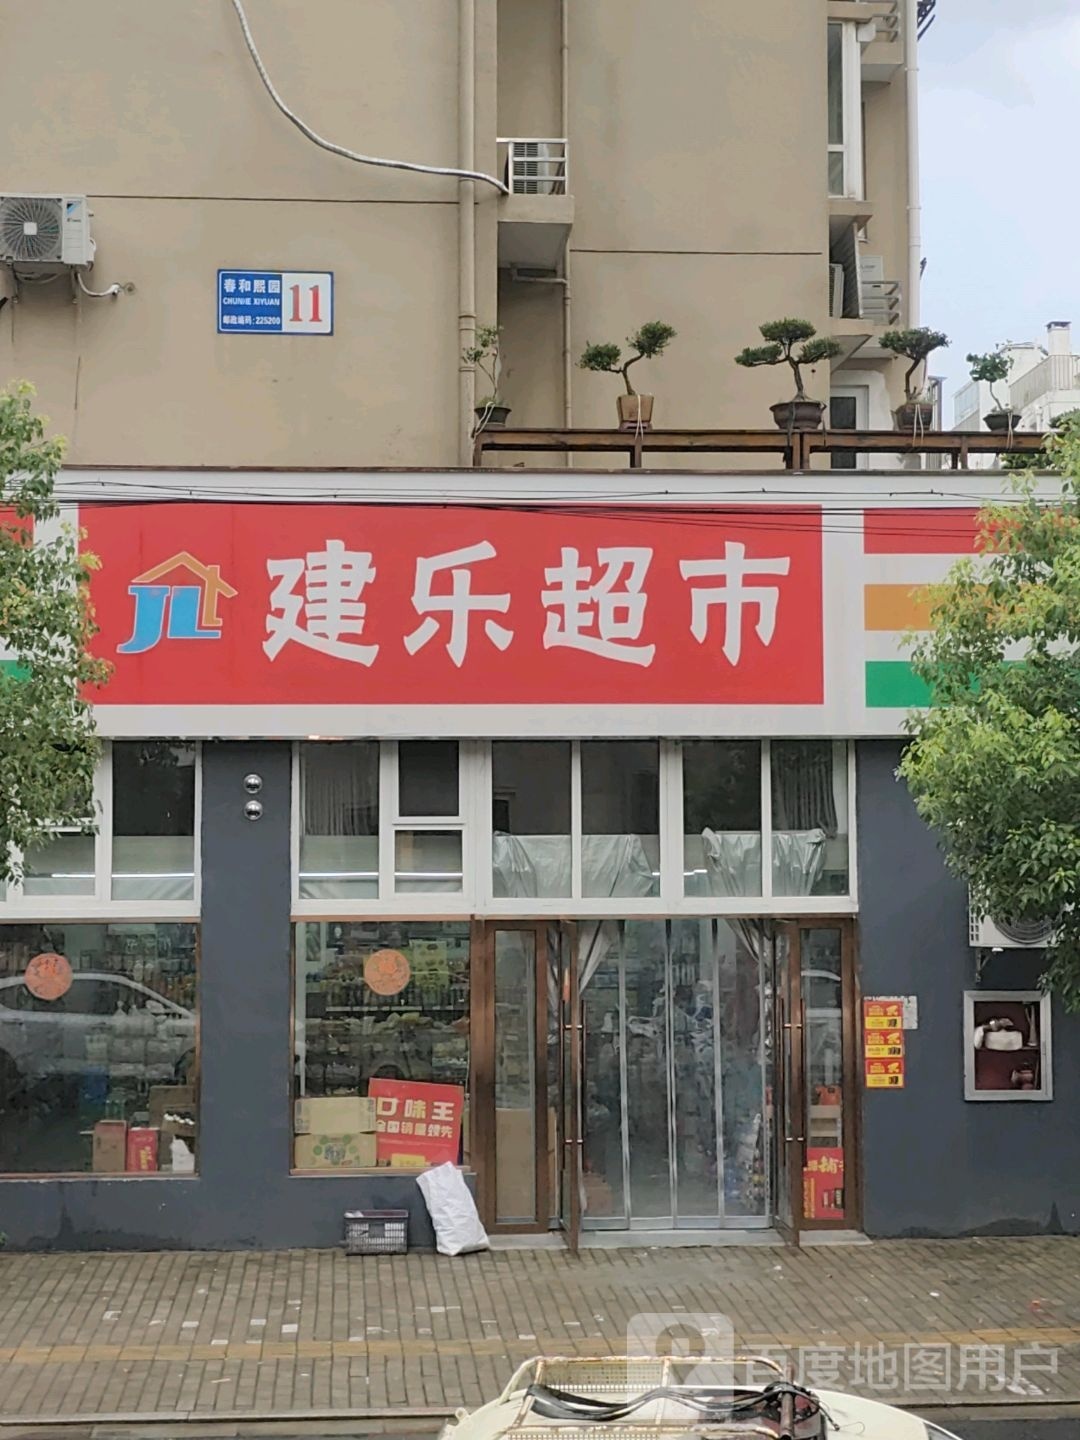 春和熙园
CHUNHE XIYUAN
邮政编码:225200
11
JL
建乐超市
口味王
全国销量领先
百度地图用户